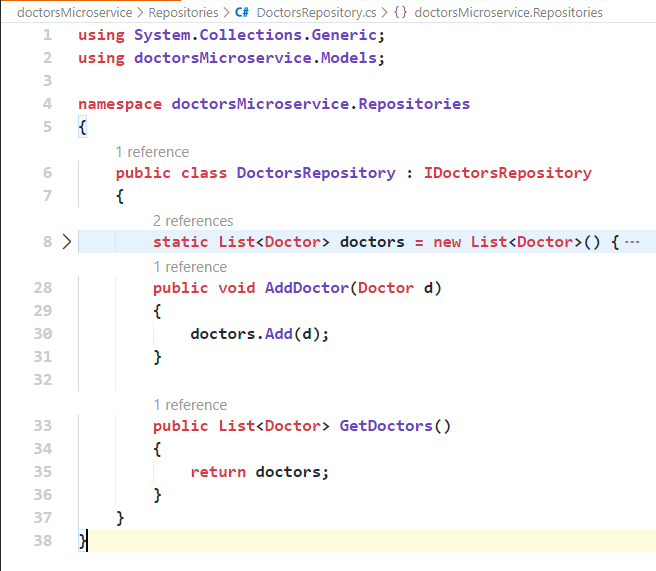 doctorsMicroservice > Repositories > C# DoctorsRepository.cs > {} doctorsMicroservice.Repositories
1 using System.Collections.Generic;
2 using doctorsMicroservice.Models;
3
4 namespace doctorsMicroservice.Repositories
5 {
1 reference
6 public class DoctorsRepository : IDoctorsRepository
7 {
2 references
8 > static List<Doctor> doctors = new List<Doctor>() { ···
1 reference
28 public void AddDoctor(Doctor d)
29 {
30 doctors.Add(d);
31 }
32
1 reference
33 public List<Doctor> GetDoctors()
34 {
35 return doctors;
36 }
37 }
38 }